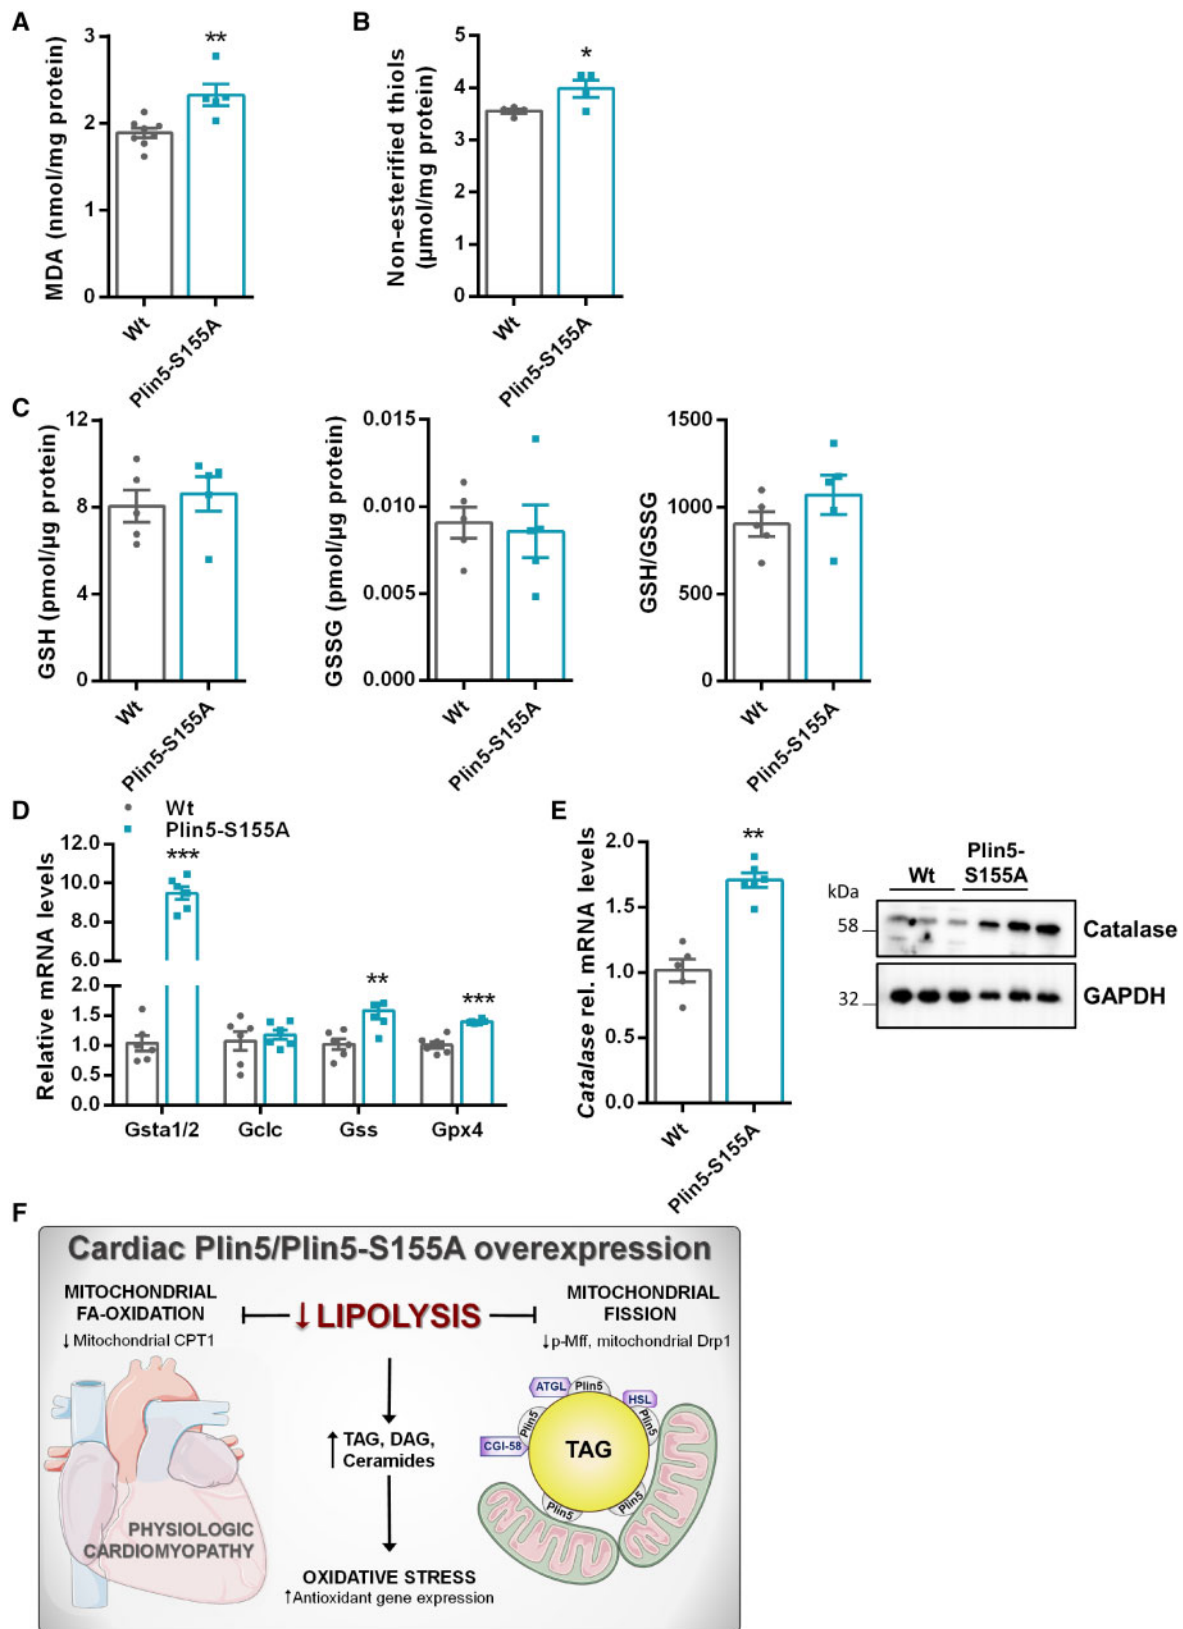 A
MDA (nmol/mg protein)
3
2
1
0
**
Wt
Plin5-S155A
B
Non-esterified thiols
(µmol/mg protein)
5
4
3
2
1
0
*
Wt
Plin5-S155A
C
GSH (pmol/µg protein)
12
8
4
0
Wt
Plin5-S155A
GSSG (pmol/µg protein)
0.015
0.010
0.005
0.000
Wt
Plin5-S155A
GSH/GSSG
1500
1000
500
0
Wt
Plin5-S155A
D
Wt
Plin5-S155A
Relative mRNA levels
12.0
10.0
8.0
6.0
2.0
1.5
1.0
0.5
0.0
***
**
***
Gsta1/2 Gclc Gss Gpx4
E
Catalase rel. mRNA levels
2.0
1.5
1.0
0.5
0.0
**
Wt
Plin5-S155A
Plin5-
Wt S155A
kDa
58 Catalase
32 GAPDH
F
Cardiac Plin5/Plin5-S155A overexpression
MITOCHONDRIAL
FA-OXIDATION
↓Mitochondrial CPT1
↓LIPOLYSIS
MITOCHONDRIAL
FISSION
↓p-Mff, mitochondrial Drp1
↑TAG, DAG,
Ceramides
OXIDATIVE STRESS
↑Antioxidant gene expression
PHYSIOLOGIC
CARDIOMYOPATHY
ATGL Plin5
HSL
Plin5
Plin5
CGI-58
TAG
Plin5
Plin5